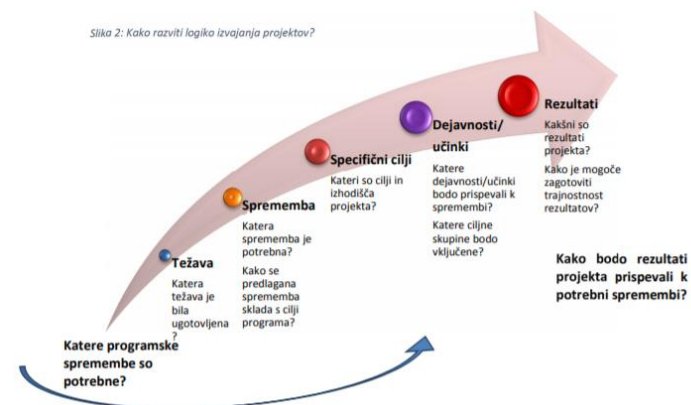 Slika 2: Kako razviti logiko izvajanja projektov?
Rezultati
Kakšni so
rezultati
projekta?
Kako je mogoče
zagotoviti
trajnostnost
rezultatov?
Dejavnosti/
učinki
Katere
dejavnosti/učinki
bodo prispevali k
spremembi?
Katere ciljne
skupine bodo
vključene?
Specifični cilji
Kateri so cilji in
izhodišča
projekta?
Sprememba
Katera
sprememba je
potrebna?
Kako se
predlagana
sprememba
sklada s cilji
programa?
Težava
Katera
težava je
bila
ugotovljena
?
Kako bodo rezultati
projekta prispevali k
potrebni spremembi?
Katere programske
spremembe so
potrebne?